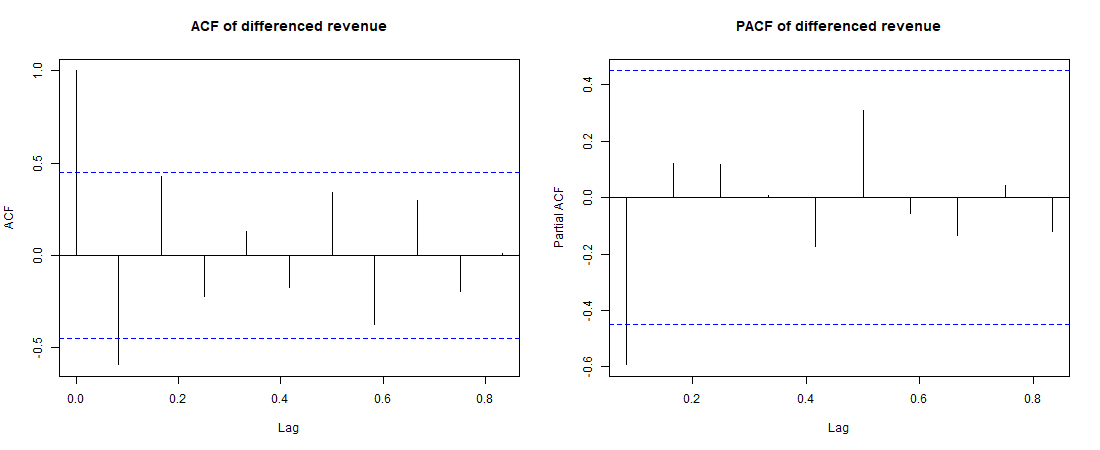 ACF of differenced revenue
ACF
1.0
0.5
0.0
-0.5
0.0 0.2 0.4 0.6 0.8
Lag
PACF of differenced revenue
Partial ACF
0.4
0.2
0.0
-0.2
-0.4
-0.6
0.2 0.4 0.6 0.8
Lag